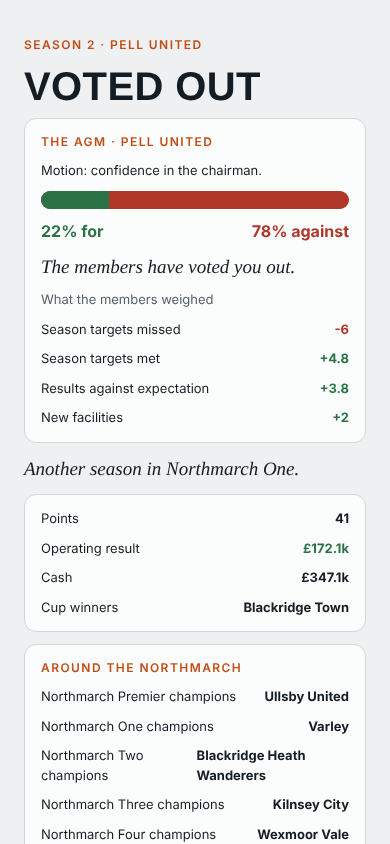 SEASON 2 · PELL UNITED
VOTED OUT
THE AGM · PELL UNITED
Motion: confidence in the chairman.
22% for 78% against
The members have voted you out.
What the members weighed
Season targets missed -6
Season targets met +4.8
Results against expectation +3.8
New facilities +2
Another season in Northmarch One.
Points 41
Operating result £172.1k
Cash £347.1k
Cup winners Blackridge Town
AROUND THE NORTHMARCH
Northmarch Premier champions Ullsby United
Northmarch One champions Varley
Northmarch Two Blackridge Heath
champions Wanderers
Northmarch Three champions Kilnsey City
Northmarch Four champions Wexmoor Vale